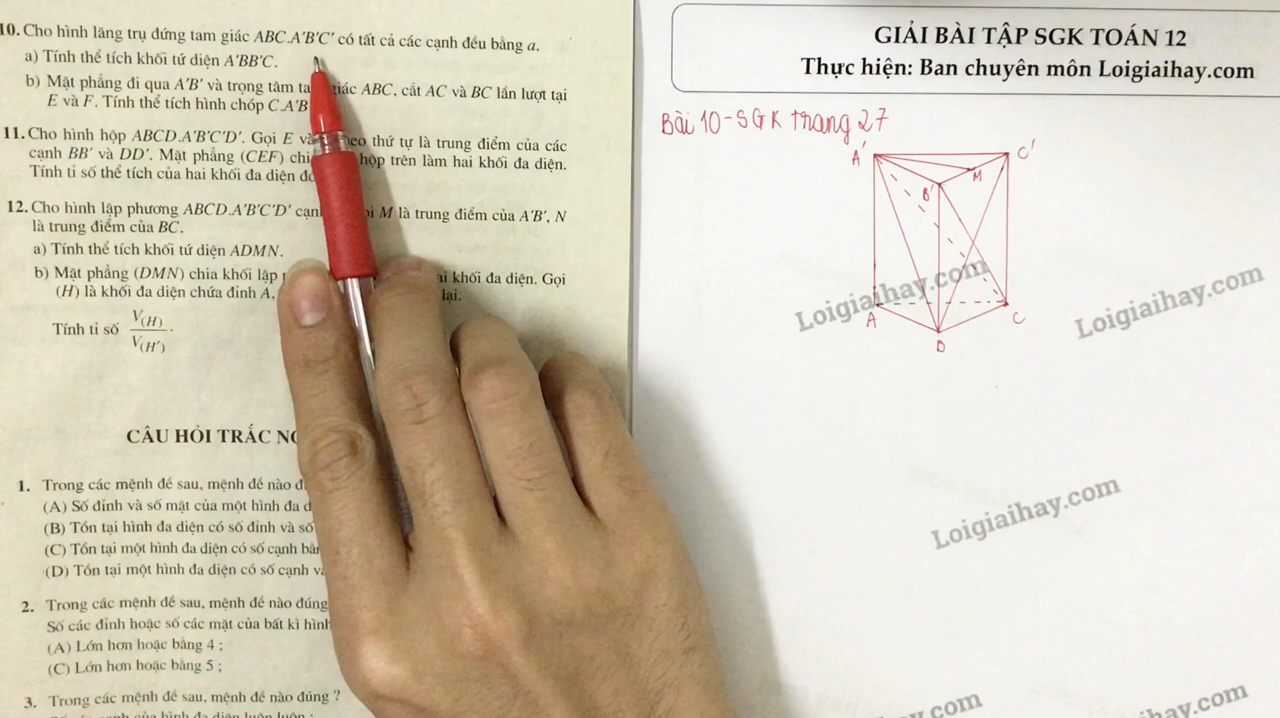 10. Cho hình lăng trụ đứng tam giác ABC.A'B'C' có tất cả các cạnh đều bằng a.
a) Tính thể tích khối tứ diện A'BB'C.
b) Mặt phẳng đi qua A'B' và trọng tâm ta giác ABC, cắt AC và BC lần lượt tại
E và F. Tính thể tích hình chóp C.A'B
11. Cho hình hộp ABCD.A'B'C'D'. Gọi E và theo thứ tự là trung điểm của các
cạnh BB' và DD'. Mặt phẳng (CEF) chi hộp trên làm hai khối đa diện.
Tính tỉ số thể tích của hai khối đa diện đó
12. Cho hình lập phương ABCD.A'B'C'D' cạnh M là trung điểm của A'B', N
là trung điểm của BC.
a) Tính thể tích khối tứ diện ADMN.
b) Mặt phẳng (DMN) chia khối lập khối đa diện. Gọi
(H) là khối đa diện chứa đỉnh A, lại.
Tính tỉ số V(H)/V(H′).
CÂU HỎI TRẮC
1. Trong các mệnh đề sau, mệnh đề nào
(A) Số đỉnh và số mặt của một hình đa
(B) Tồn tại hình đa diện có số đỉnh và số
(C) Tồn tại một hình đa diện có số cạnh
(D) Tồn tại một hình đa diện có số cạnh
2. Trong các mệnh đề sau, mệnh đề nào đúng
Số các đỉnh hoặc số các mặt của bất kì hình
(A) Lớn hơn hoặc bằng 4 ;
(C) Lớn hơn hoặc bằng 5 ;
3. Trong các mệnh đề sau, mệnh đề nào đúng ?
GIẢI BÀI TẬP SGK TOÁN 12
Thực hiện: Ban chuyên môn Loigiaihay.com
Bài 10 - SGK trang 27
A' C'
M
B'
A C
B
Loigiaihay.com
Loigiaihay.com
Loigiaihay.com
hay.com